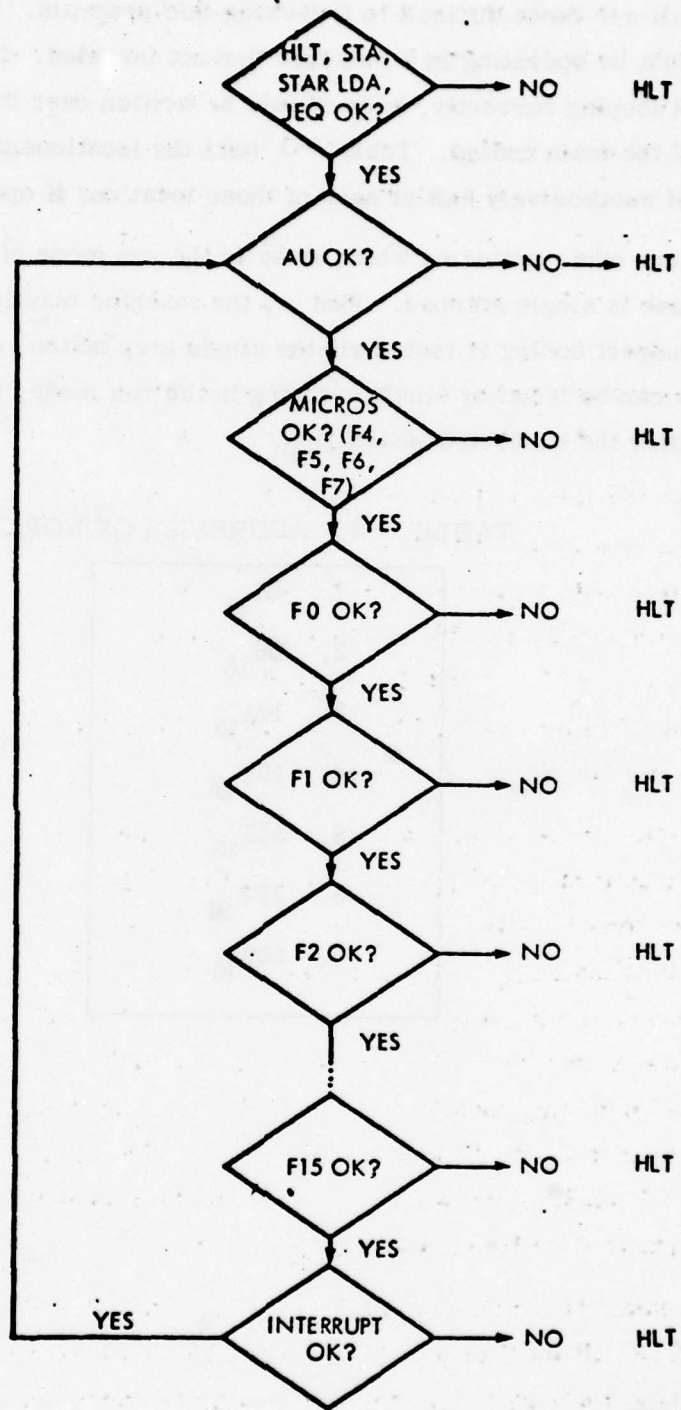 HLT, STA,
STAR LDA,
JEQ OK?
NO HLT
YES
AU OK?
NO HLT
YES
MICROS
OK? (F4,
F5, F6,
F7)
NO HLT
YES
F0 OK?
NO HLT
YES
F1 OK?
NO HLT
YES
F2 OK?
NO HLT
YES
F15 OK?
NO HLT
YES
YES
INTERRUPT
OK?
NO HLT